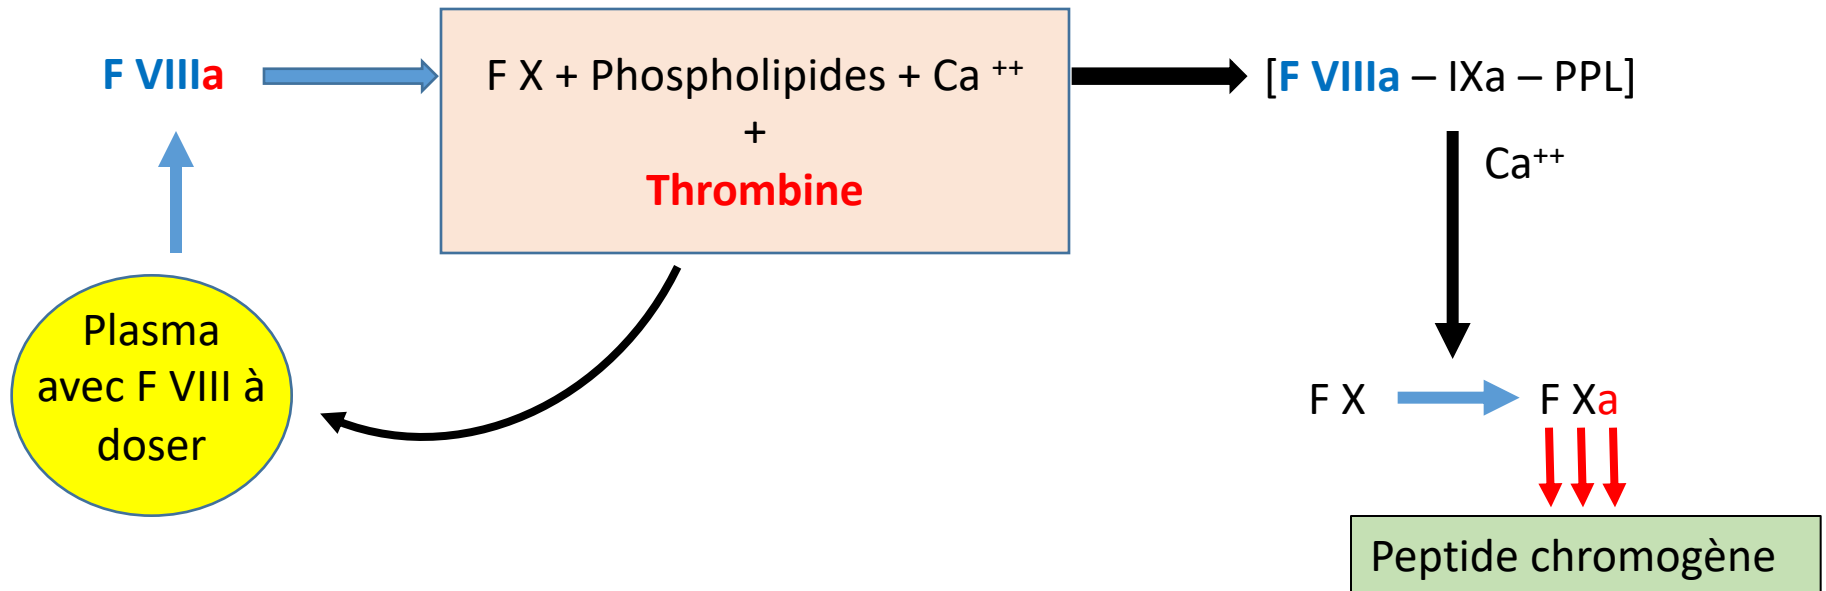 F VIIIa
F X + Phospholipides + Ca ++
+
Thrombine
[F VIIIa – IXa – PPL]
Ca++
Plasma
avec F VIII à
doser
F X
F Xa
Peptide chromogène